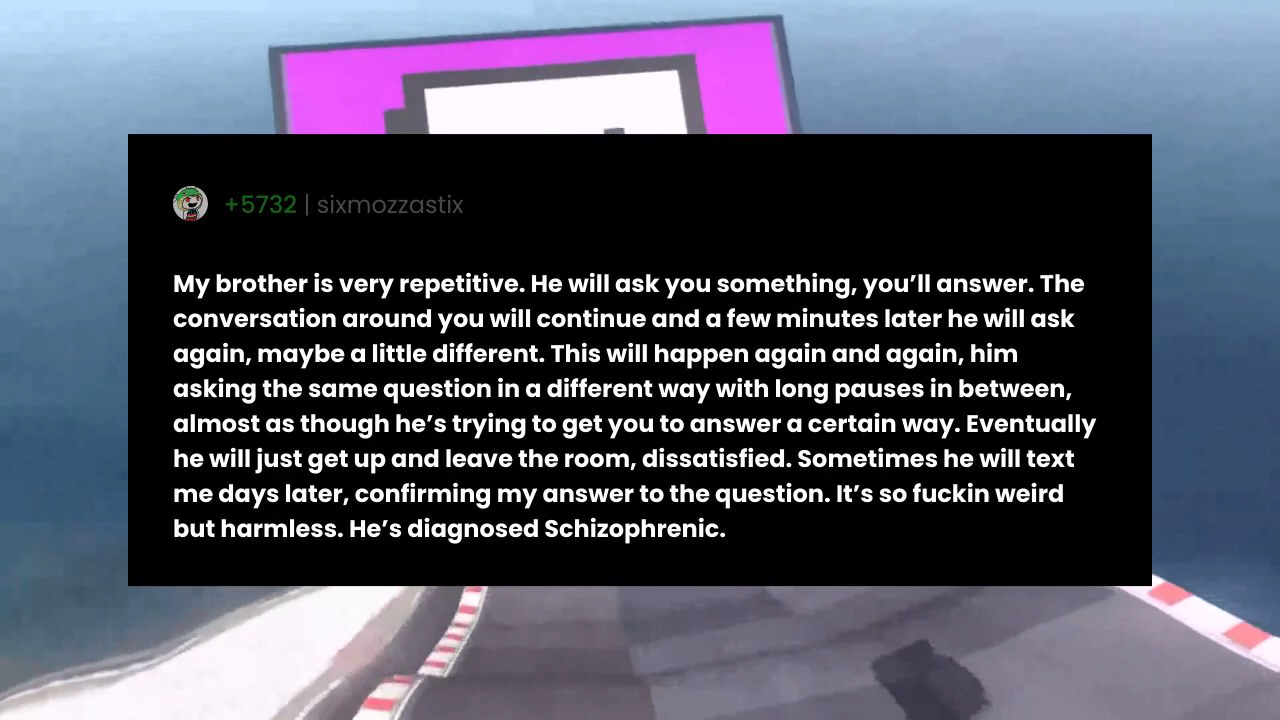 +5732 | sixmozzastix
My brother is very repetitive. He will ask you something, you’ll answer. The
conversation around you will continue and a few minutes later he will ask
again, maybe a little different. This will happen again and again, him
asking the same question in a different way with long pauses in between,
almost as though he’s trying to get you to answer a certain way. Eventually
he will just get up and leave the room, dissatisfied. Sometimes he will text
me days later, confirming my answer to the question. It’s so fuckin weird
but harmless. He’s diagnosed Schizophrenic.